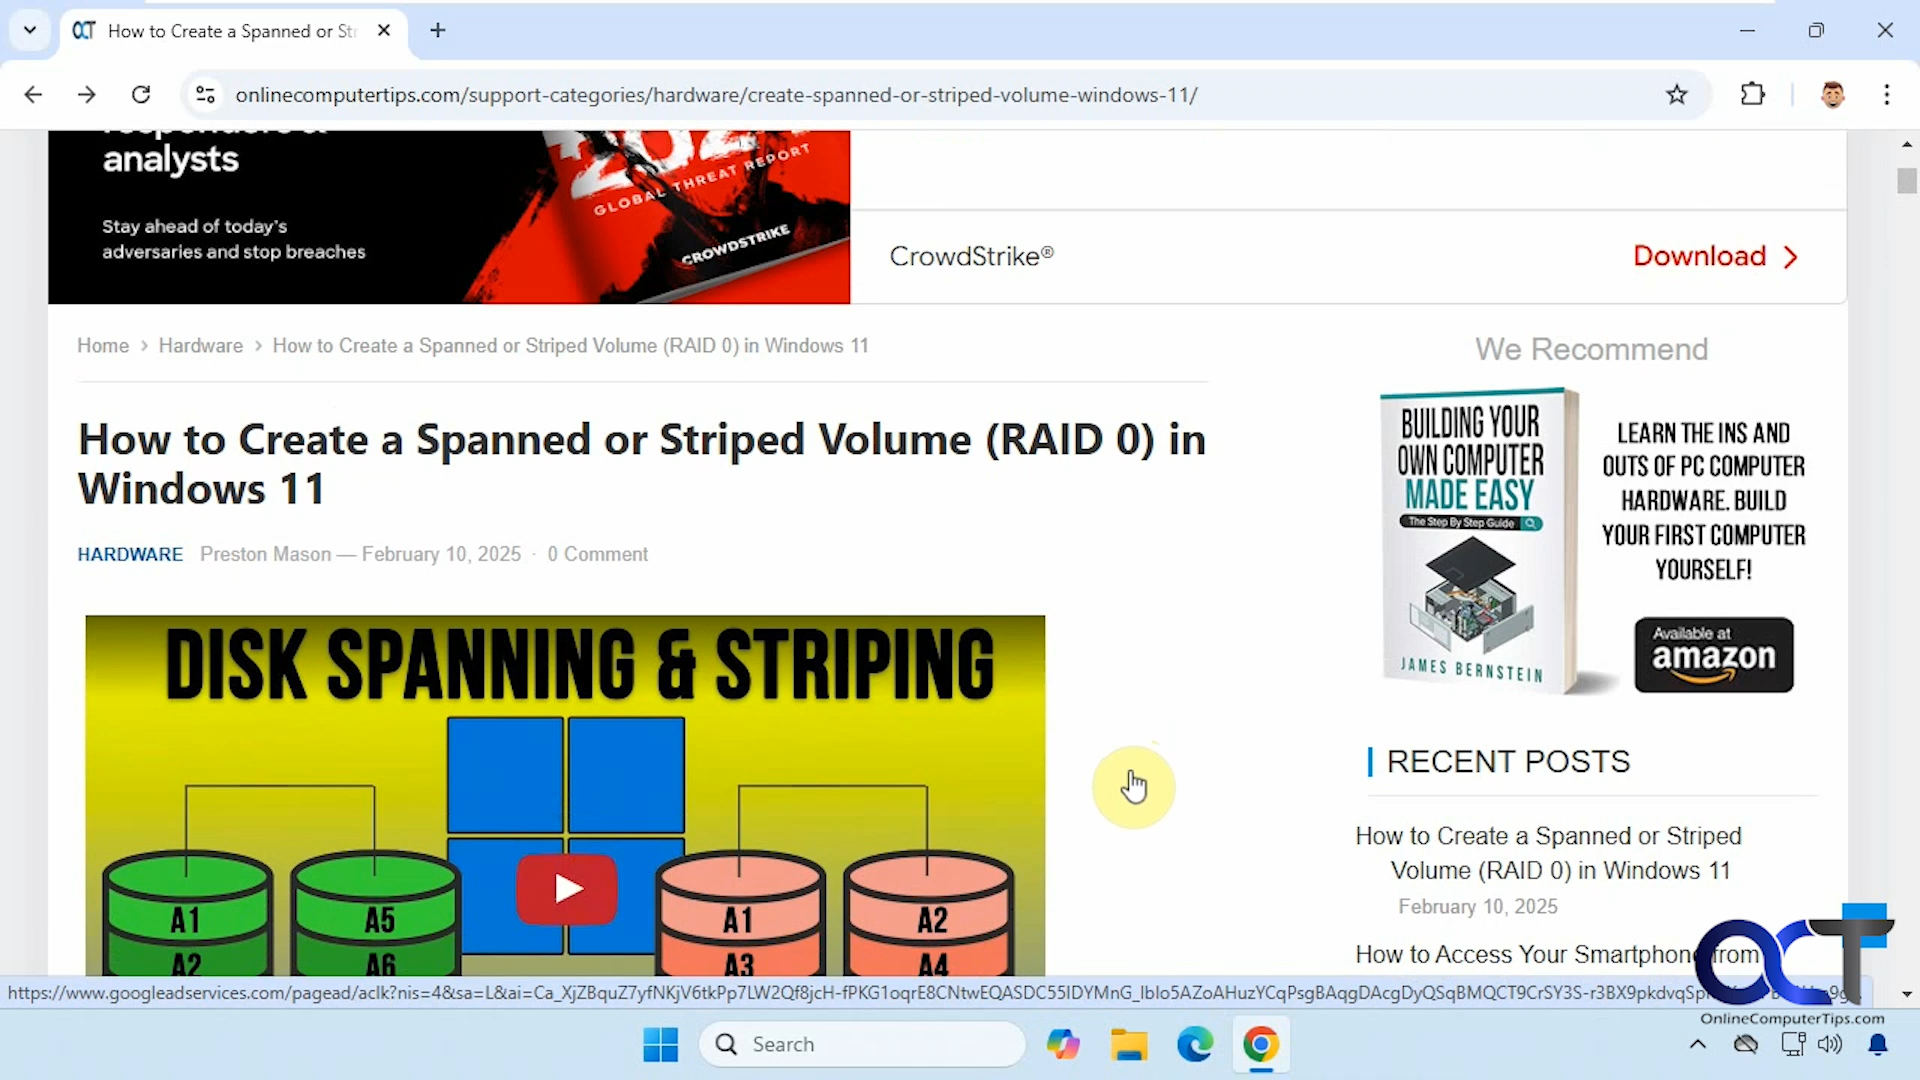 How to Create a Spanned or Str
onlinecomputertips.com/support-categories/hardware/create-spanned-or-striped-volume-windows-11/
analysts
Stay ahead of today's
adversaries and stop breaches
GLOBAL THREAT REPORT
CROWDSTRIKE
CrowdStrike®
Download
Home > Hardware > How to Create a Spanned or Striped Volume (RAID 0) in Windows 11
How to Create a Spanned or Striped Volume (RAID 0) in
Windows 11
HARDWARE Preston Mason — February 10, 2025 · 0 Comment
DISK SPANNING & STRIPING
A1 A5 A1 A2
A2 A6 A3 A4
We Recommend
BUILDING YOUR
OWN COMPUTER
MADE EASY
The Step By Step Guide
JAMES BERNSTEIN
LEARN THE INS AND
OUTS OF PC COMPUTER
HARDWARE. BUILD
YOUR FIRST COMPUTER
YOURSELF!
Available at
amazon
RECENT POSTS
How to Create a Spanned or Striped
Volume (RAID 0) in Windows 11
February 10, 2025
How to Access Your Smartphone from
OCT
OnlineComputerTips.com
Search